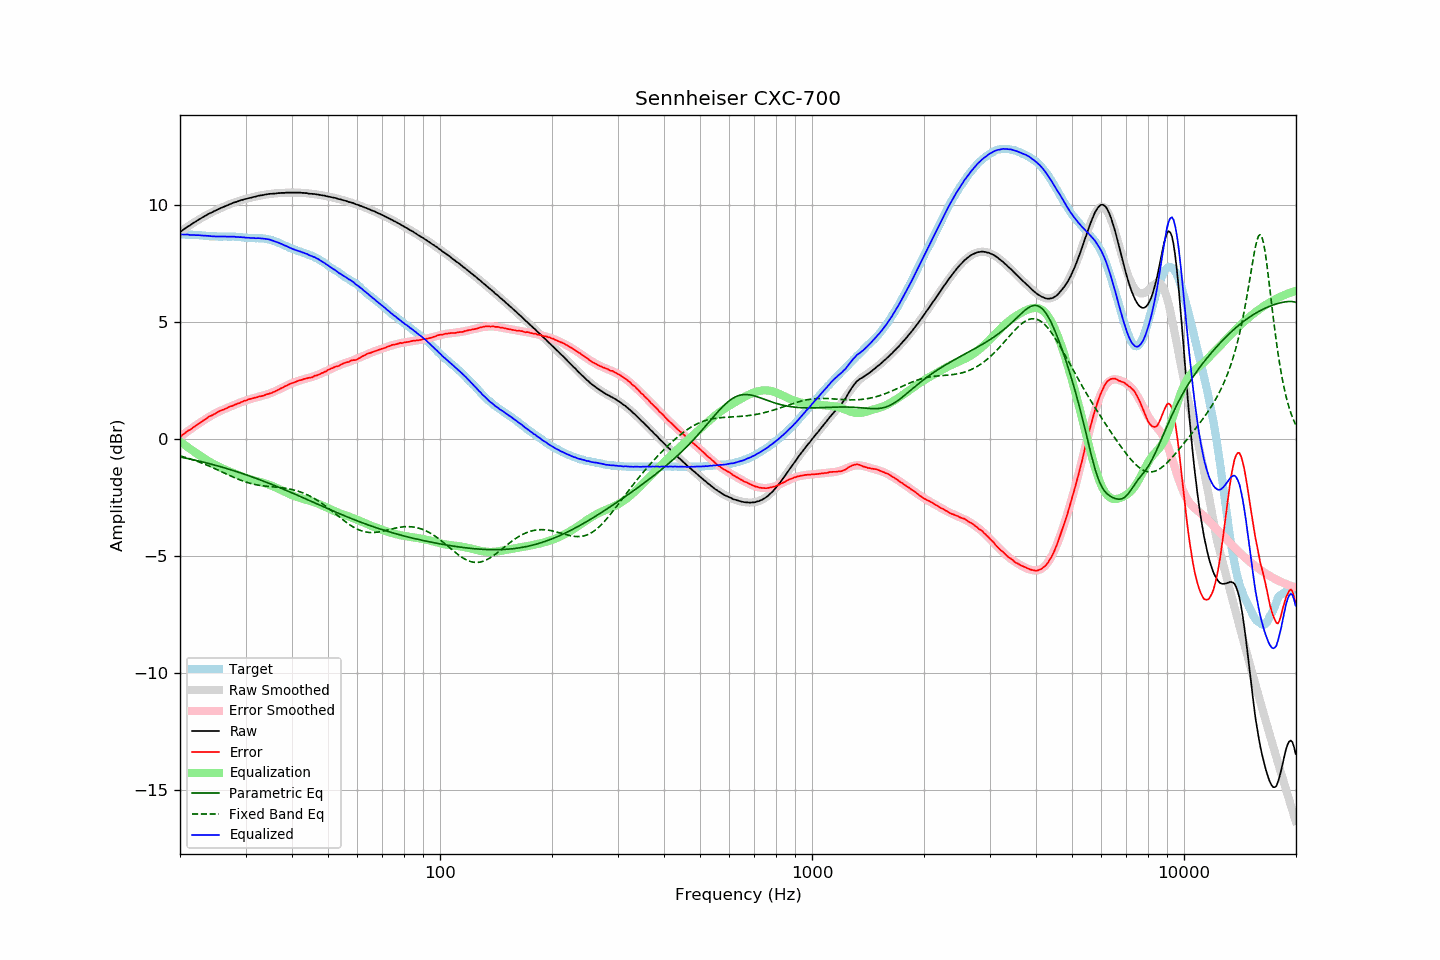 Sennheiser CXC-700
Amplitude (dBr)
10
5
0
−5
−10
−15
Target
Raw Smoothed
Error Smoothed
Raw
Error
Equalization
Parametric Eq
Fixed Band Eq
Equalized
100
1000
10000
Frequency (Hz)